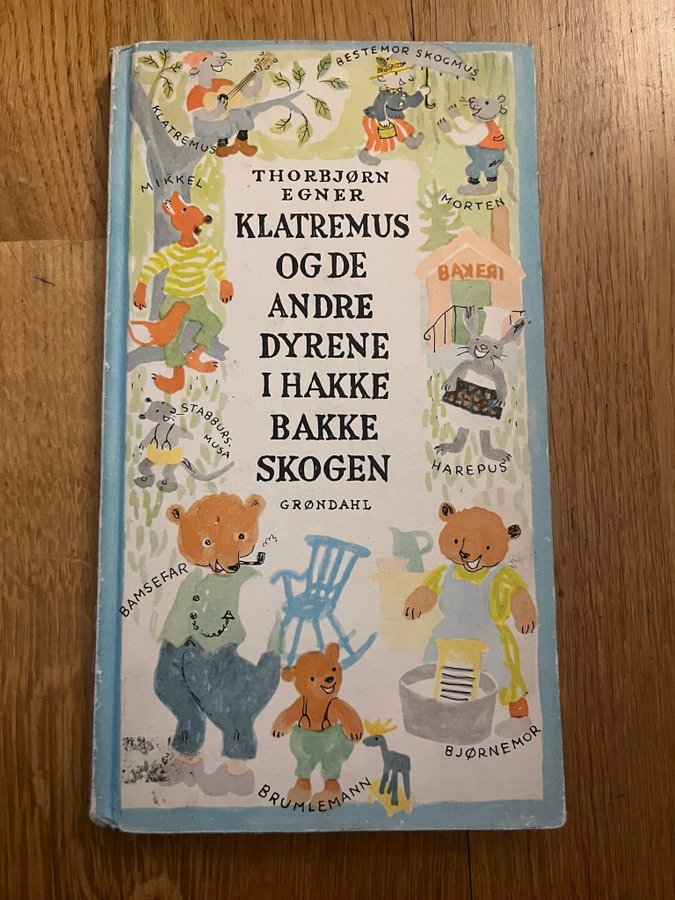 BESTEMOR SKOGMUS
KLATREMUS
MIKKEL
MORTEN
THORBJØRN
EGNER
KLATREMUS
OG DE
ANDRE
DYRENE
I HAKKE
BAKKE
SKOGEN
GRØNDAHL
BAKERI
STABBURS.
MUSA
HAREPUS
BAMSEFAR
BJØRNEMOR
BRUMLEMANN